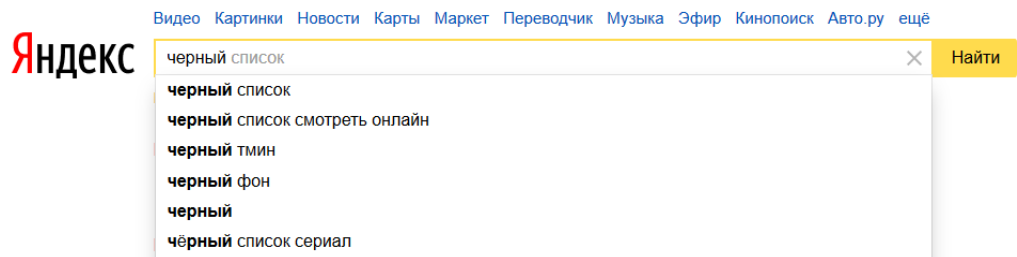 Видео Картинки Новости Карты Маркет Переводчик Музыка Эфир Кинопоиск Авто.ру ещё
Яндекс черный список Найти
черный список
черный список смотреть онлайн
черный тмин
черный фон
черный
чёрный список сериал